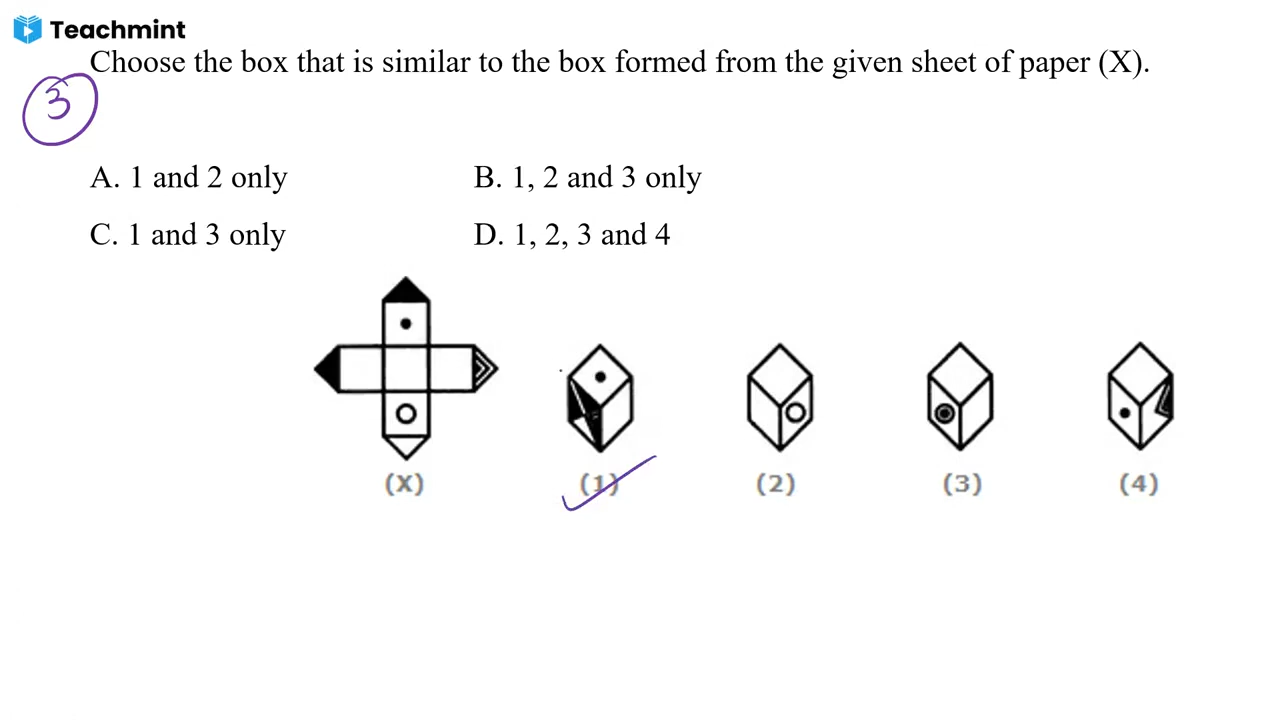 Teachmint
Choose the box that is similar to the box formed from the given sheet of paper (X).
3
A. 1 and 2 only
B. 1, 2 and 3 only
C. 1 and 3 only
D. 1, 2, 3 and 4
(X) (1) (2) (3) (4)